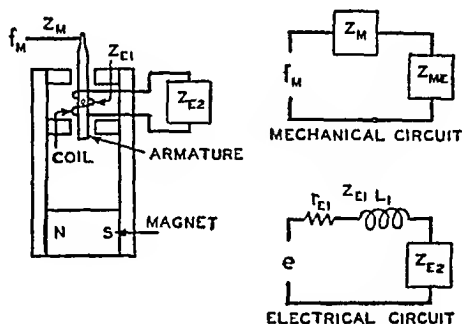 f_M Z_M
Z_E1
Z_E2
COIL
ARMATURE
N S MAGNET
Z_M
f_M
Z_ME
MECHANICAL CIRCUIT
r_E1 Z_E1 L_1
e
Z_E2
ELECTRICAL CIRCUIT